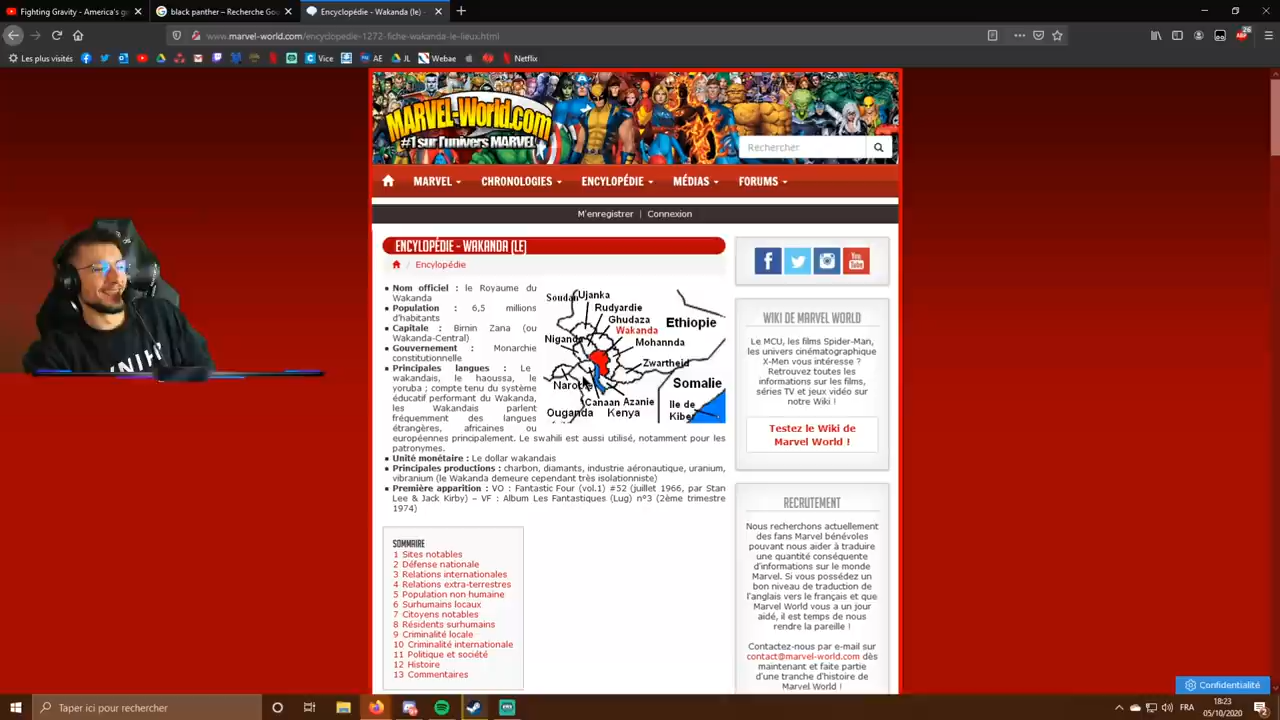 Fighting Gravity - America's ge
black panther – Recherche Goo
Encyclopédie - Wakanda (le) -
www.marvel-world.com/encyclopedie-1272-fiche-wakanda-le-lieux.html
Les plus visités
AE
JL
Vice
AE
JL
Webae
Netflix
MARVEL-World.com
#1 sur l'univers MARVEL
Rechercher
MARVEL
CHRONOLOGIES
ENCYLOPÉDIE
MÉDIAS
FORUMS
M'enregistrer | Connexion
ENCYLOPÉDIE - WAKANDA (LE)
/ Encylopédie
Nom officiel : le Royaume du
Wakanda
Population : 6,5 millions
d'habitants
Capitale : Birnin Zana (ou
Wakanda-Central)
Gouvernement : Monarchie
constitutionnelle
Principales langues : Le
wakandais, le haoussa, le
yoruba ; compte tenu du système
éducatif performant du Wakanda,
les Wakandais parlent
fréquemment des langues
étrangères, africaines ou
européennes principalement. Le swahili est aussi utilisé, notamment pour les
patronymes.
Unité monétaire : Le dollar wakandais
Principales productions : charbon, diamants, industrie aéronautique, uranium,
vibranium (le Wakanda demeure cependant très isolationniste)
Première apparition : VO : Fantastic Four (vol.1) #52 (juillet 1966, par Stan
Lee & Jack Kirby) – VF : Album Les Fantastiques (Lug) n°3 (2ème trimestre
1974)
Soudan
Ujanka
Rudyardie
Ghudaza
Wakanda
Ethiopie
Niganda
Mohannda
Zwartheid
Narobie
Somalie
Canaan Azanie
Ouganda
Kenya
Ile de
Kiber
SOMMAIRE
1 Sites notables
2 Défense nationale
3 Relations internationales
4 Relations extra-terrestres
5 Population non humaine
6 Surhumains locaux
7 Citoyens notables
8 Résidents surhumains
9 Criminalité locale
10 Criminalité internationale
11 Politique et société
12 Histoire
13 Commentaires
You
Tube
WIKI DE MARVEL WORLD
Le MCU, les films Spider-Man,
les univers cinématographique
X-Men vous intéresse ?
Retrouvez toutes les
informations sur les films,
séries TV et jeux vidéo sur
notre Wiki !
Testez le Wiki de
Marvel World !
RECRUTEMENT
Nous recherchons actuellement
des fans Marvel bénévoles
pouvant nous aider à traduire
une quantité conséquente
d'informations sur le monde
Marvel. Si vous possédez un
bon niveau de traduction de
l'anglais vers le français et que
Marvel World vous a un jour
aidé, il est temps de nous
rendre la pareille !
Contactez-nous par e-mail sur
contact@marvel-world.com dès
maintenant et faite partie
d'une tranche d'histoire de
Marvel World !
Confidentialité
Taper ici pour rechercher
FR
18:23
05/10/2020